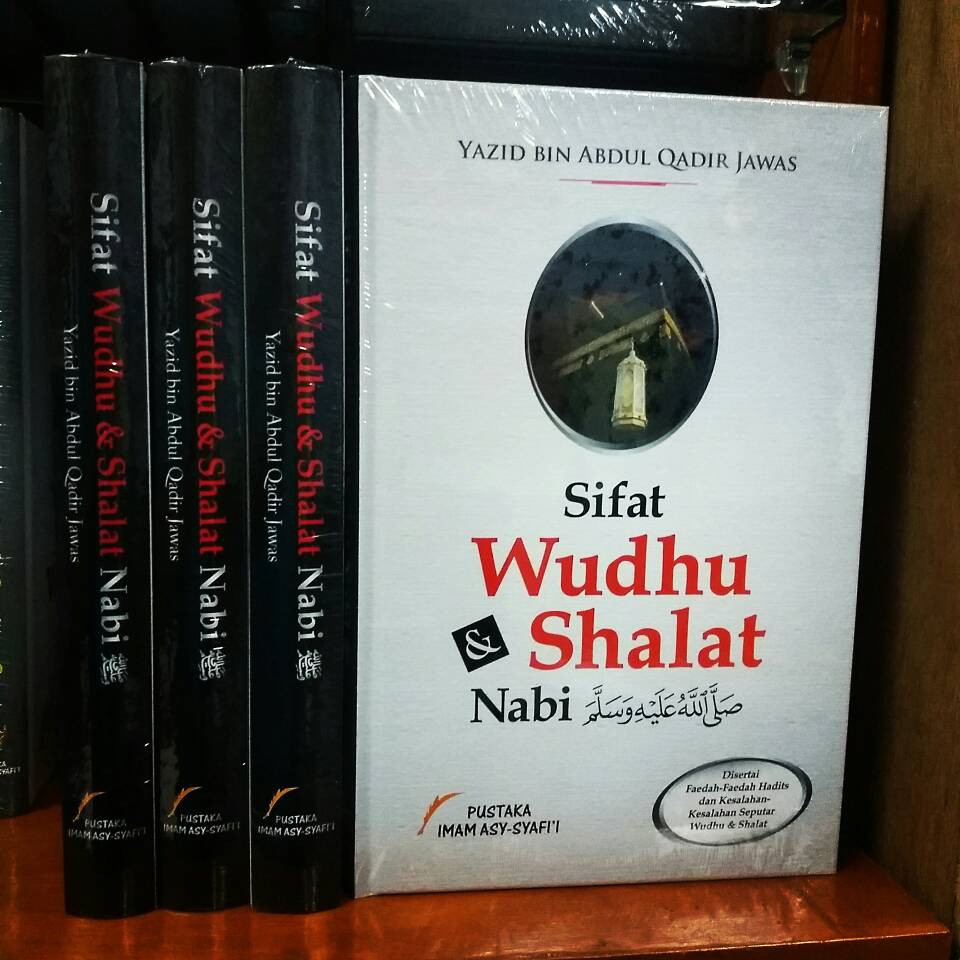 Sifat Wudhu & Shalat Nabi ﷺ
Yazid bin Abdul Qadir Jawas
PUSTAKA
IMAM ASY-SYAFI'I
Sifat Wudhu & Shalat Nabi ﷺ
Yazid bin Abdul Qadir Jawas
PUSTAKA
IMAM ASY-SYAFI'I
Sifat Wudhu & Shalat Nabi ﷺ
Yazid bin Abdul Qadir Jawas
PUSTAKA
IMAM ASY-SYAFI'I
YAZID BIN ABDUL QADIR JAWAS
Sifat
Wudhu
& Shalat
Nabi صَلَّى اللَّهُ عَلَيْهِ وَسَلَّمَ
PUSTAKA
IMAM ASY-SYAFI'I
Disertai
Faedah-Faedah Hadits
dan Kesalahan-
Kesalahan Seputar
Wudhu & Shalat